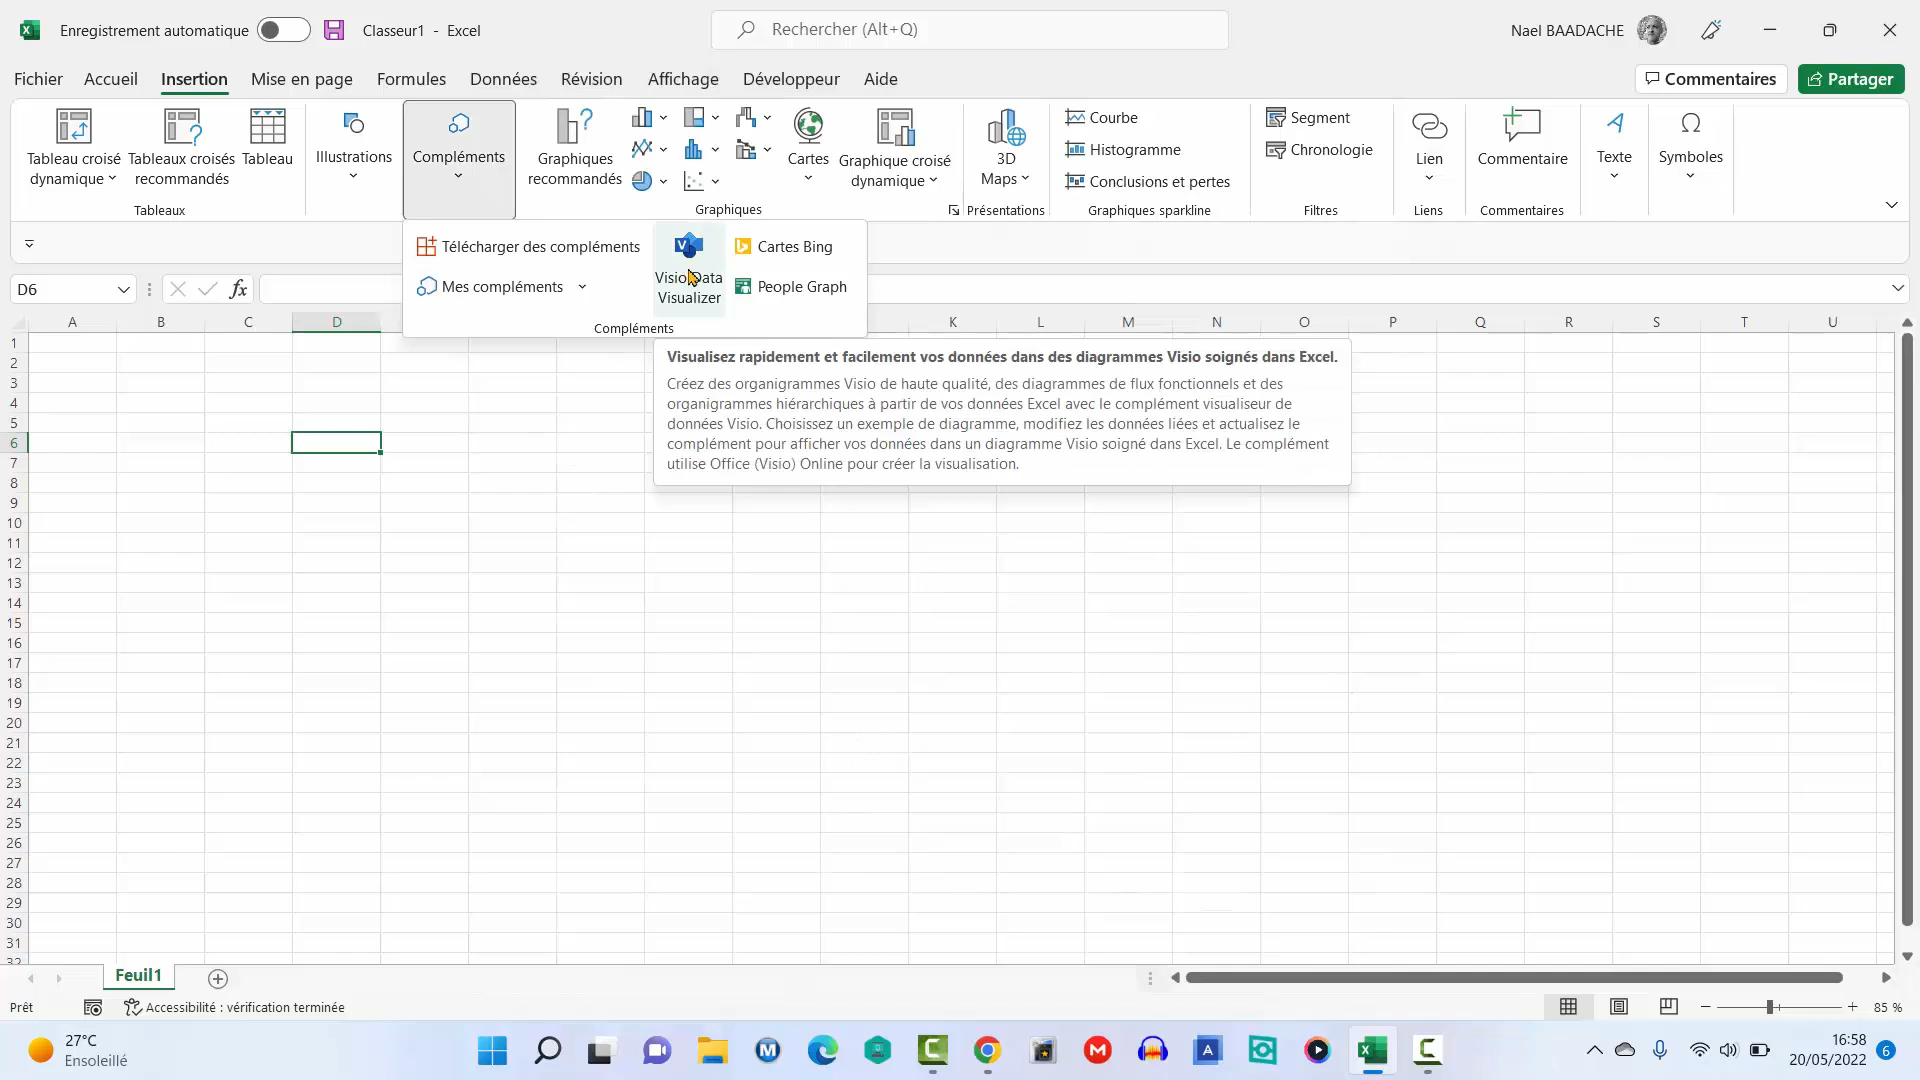 Enregistrement automatique
Classeur1 - Excel
Rechercher (Alt+Q)
Nael BAADACHE
Fichier Accueil Insertion Mise en page Formules Données Révision Affichage Développeur Aide
Commentaires
Partager
Tableau croisé
dynamique
Tableaux croisés
recommandés
Tableau
Tableaux
Illustrations
Compléments
Graphiques
recommandés
Cartes
Graphique croisé
dynamique
Graphiques
3D
Maps
Présentations
Courbe
Histogramme
Conclusions et pertes
Graphiques sparkline
Segment
Chronologie
Filtres
Lien
Liens
Commentaire
Commentaires
Texte
Symboles
Télécharger des compléments
Mes compléments
Visio Data
Visualizer
Cartes Bing
People Graph
Compléments
D6
fx
A B C D K L M N O P Q R S T U
Visualisez rapidement et facilement vos données dans des diagrammes Visio soignés dans Excel.
Créez des organigrammes Visio de haute qualité, des diagrammes de flux fonctionnels et des
organigrammes hiérarchiques à partir de vos données Excel avec le complément visualiseur de
données Visio. Choisissez un exemple de diagramme, modifiez les données liées et actualisez le
complément pour afficher vos données dans un diagramme Visio soigné dans Excel. Le complément
utilise Office (Visio) Online pour créer la visualisation.
1
2
3
4
5
6
7
8
9
10
11
12
13
14
15
16
17
18
19
20
21
22
23
24
25
26
27
28
29
30
31
32
Feuil1
Prêt
Accessibilité : vérification terminée
85 %
27°C
Ensoleillé
16:58
20/05/2022
6